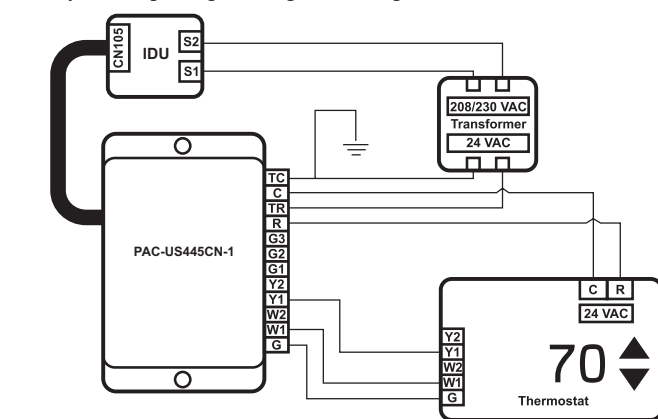 CN105
IDU
S2
S1
208/230 VAC
Transformer
24 VAC
PAC-US445CN-1
TC
C
TR
R
G3
G2
G1
Y2
Y1
W2
W1
G
C R
24 VAC
Y2
Y1
W2
W1
G
70
Thermostat